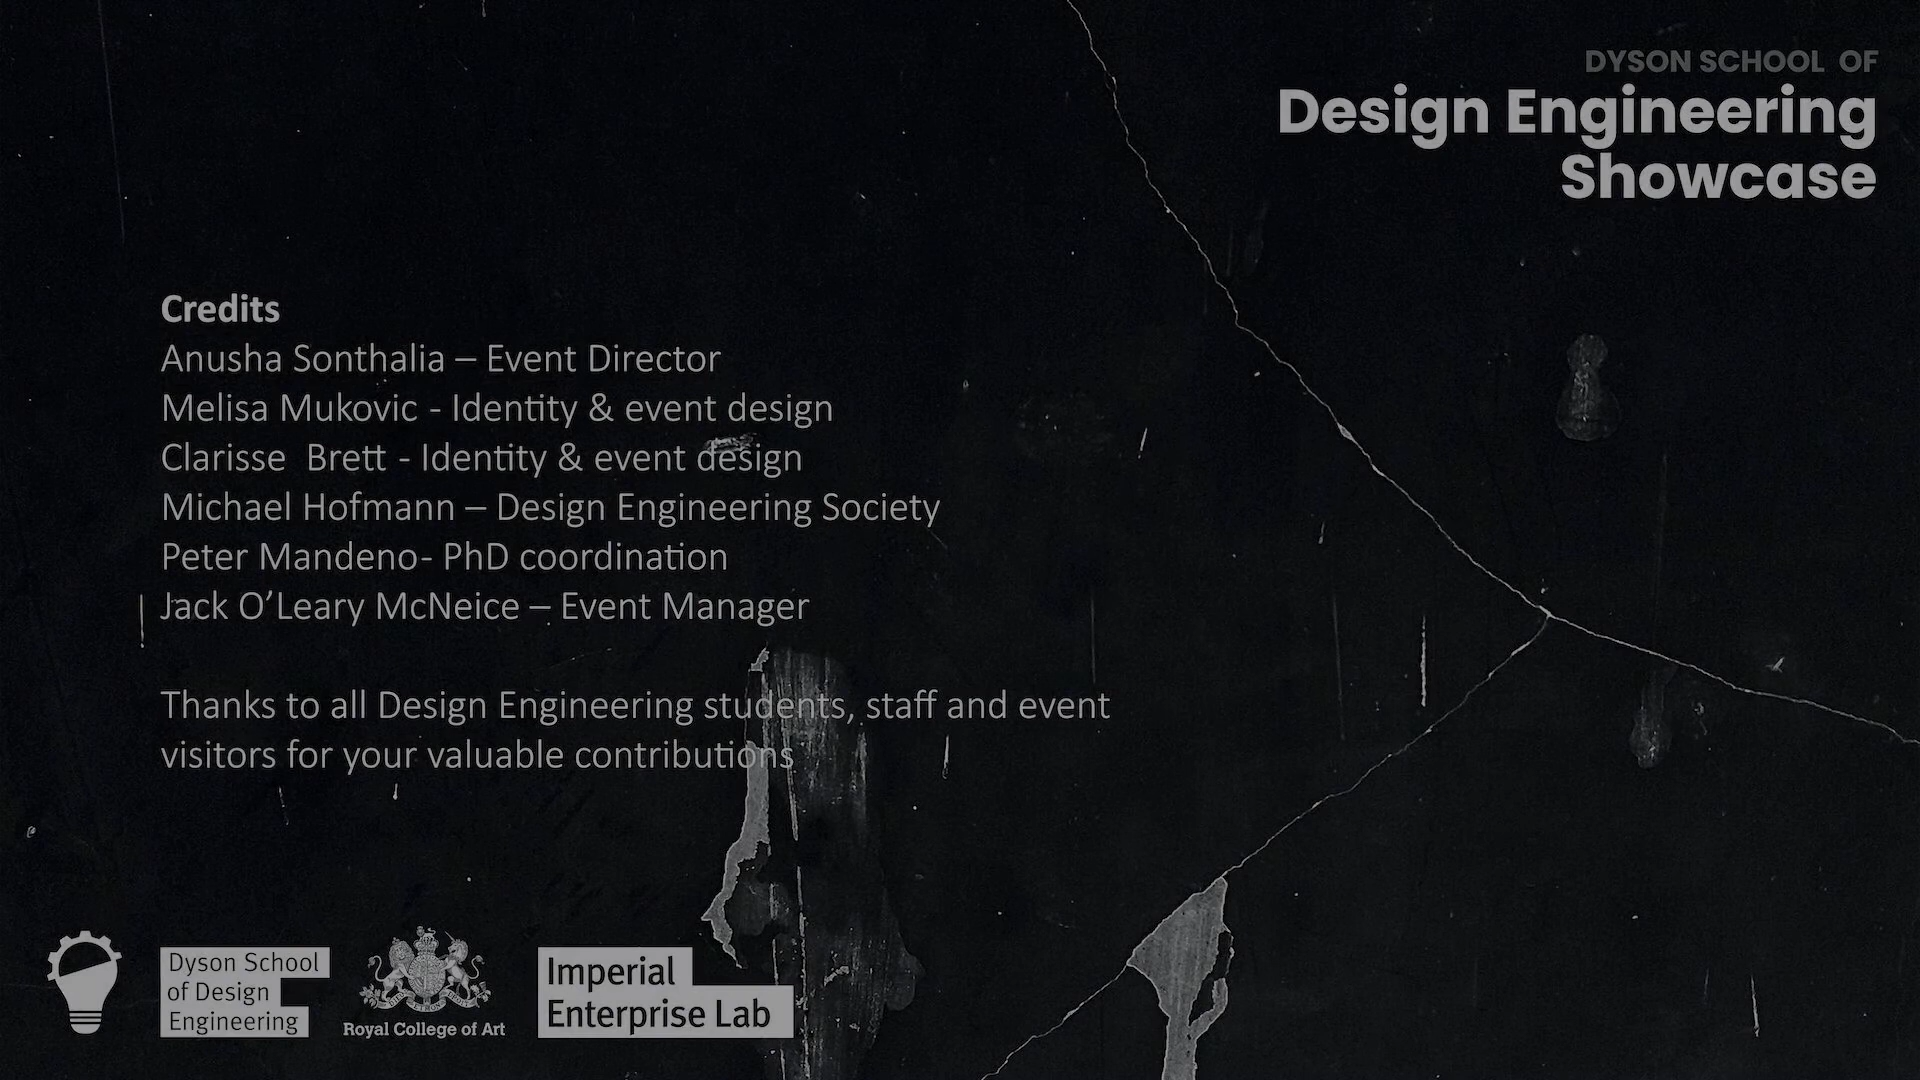 DYSON SCHOOL OF
Design Engineering
Showcase
Credits
Anusha Sonthalia – Event Director
Melisa Mukovic - Identity & event design
Clarisse  Brett - Identity & event design
Michael Hofmann – Design Engineering Society
Peter Mandeno- PhD coordination
Jack O’Leary McNeice – Event Manager
Thanks to all Design Engineering students, staff and event
visitors for your valuable contributions
Dyson School
of Design
Engineering
Royal College of Art
Imperial
Enterprise Lab